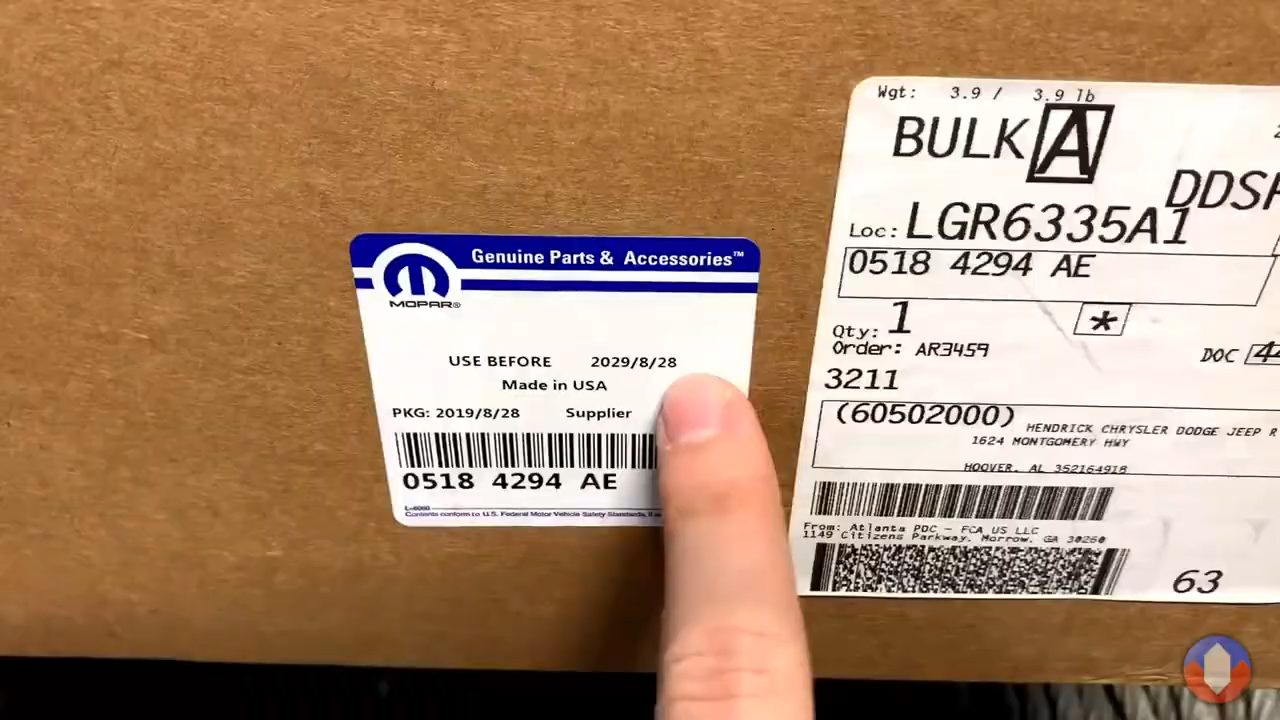 Genuine Parts & Accessories™
MOPAR®
USE BEFORE 2029/8/28
Made in USA
PKG: 2019/8/28 Supplier
0518 4294 AE
L-6060
Contents conform to U.S. Federal Motor Vehicle Safety Standards, if
Wgt: 3.9 / 3.9 lb
BULK A
Loc: LGR6335A1
0518 4294 AE
Qty: 1 *
Order: AR3459
DOC
3211
(60502000)
HENDRICK CHRYSLER DODGE JEEP R
1624 MONTGOMERY HWY
HOOVER, AL 352164918
From: Atlanta PDC - FCA US LLC
1149 Citizens Parkway, Morrow, GA 30260
63